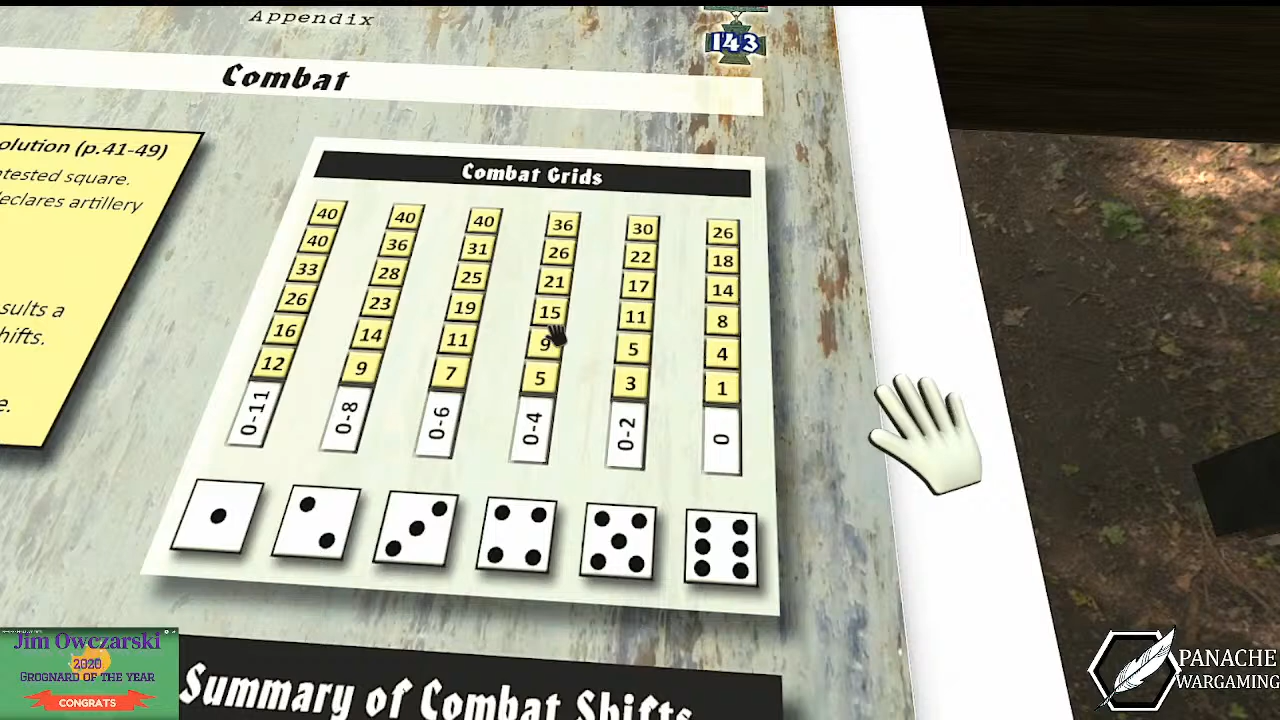 Appendix
143
Combat
olution (p.41-49)
tested square.
eclares artillery
sults a
hifts.
e.
Combat Grids
40 40 40 36 30 26
40 36 31 26 22 18
33 28 25 21 17 14
26 23 19 15 11 8
16 14 11 9 5 4
12 9 7 5 3 1
0-11 0-8 0-6 0-4 0-2 0
Summary of Combat Shifts
Jim Owczarski
2020
GROGNARD OF THE YEAR
CONGRATS
PANACHE
WARGAMING